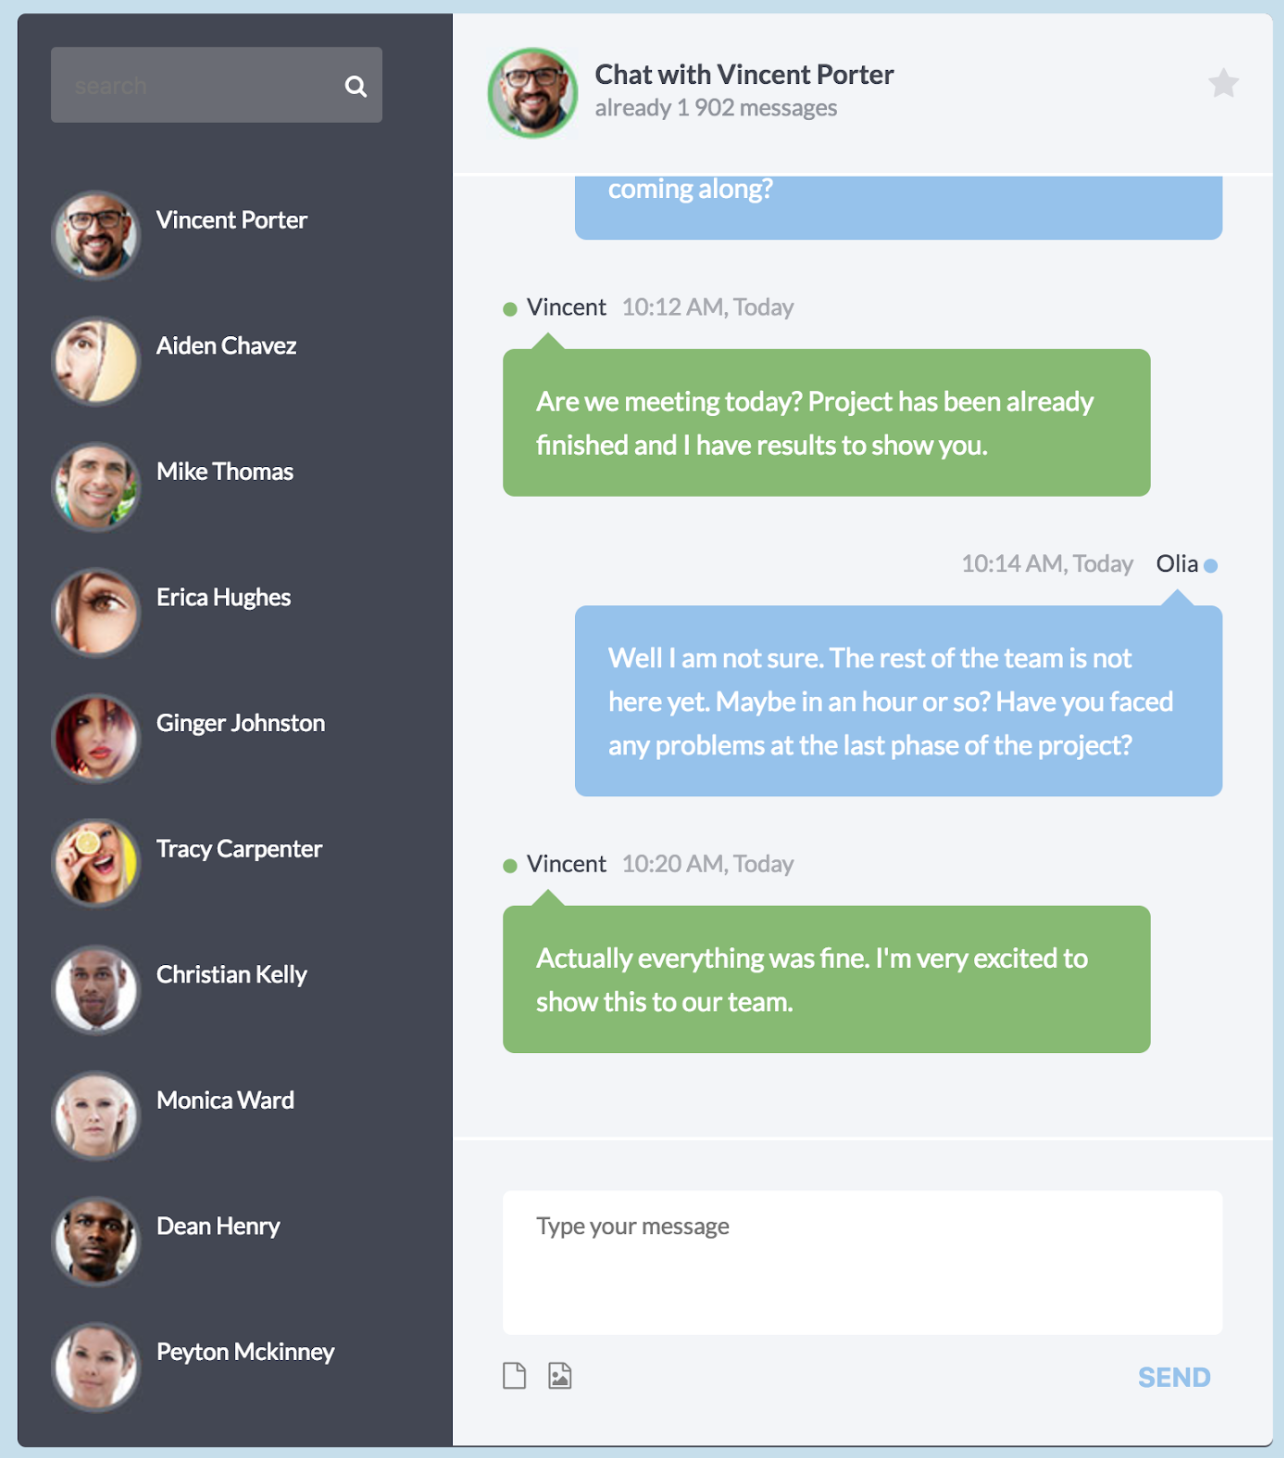 search
Vincent Porter
Aiden Chavez
Mike Thomas
Erica Hughes
Ginger Johnston
Tracy Carpenter
Christian Kelly
Monica Ward
Dean Henry
Peyton Mckinney
Chat with Vincent Porter
already 1 902 messages
coming along?
Vincent 10:12 AM, Today
Are we meeting today? Project has been already
finished and I have results to show you.
10:14 AM, Today Olia
Well I am not sure. The rest of the team is not
here yet. Maybe in an hour or so? Have you faced
any problems at the last phase of the project?
Vincent 10:20 AM, Today
Actually everything was fine. I'm very excited to
show this to our team.
Type your message
SEND